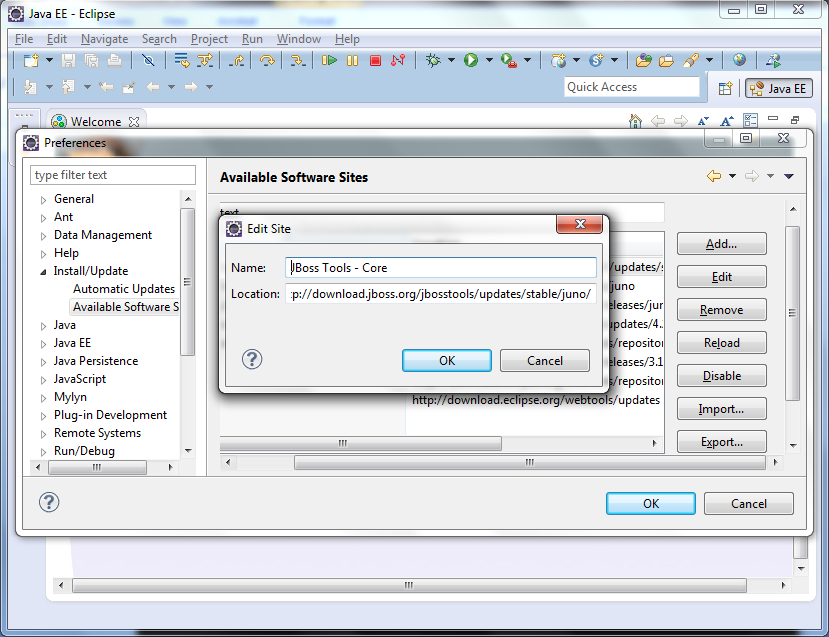 Java EE - Eclipse
File Edit Navigate Search Project Run Window Help
Quick Access
Java EE
Welcome
Preferences
type filter text
General
Ant
Data Management
Help
Install/Update
Automatic Updates
Available Software S
Java
Java EE
Java Persistence
JavaScript
Mylyn
Plug-in Development
Remote Systems
Run/Debug
Available Software Sites
text
Edit Site
Name: JBoss Tools - Core
Location: :p://download.jboss.org/jbosstools/updates/stable/juno/
OK Cancel
/updates/s
juno
eleases/jun
updates/4.
s/repositor
eleases/3.1
s/repositor
http://download.eclipse.org/webtools/updates
Add...
Edit
Remove
Reload
Disable
Import...
Export...
OK Cancel